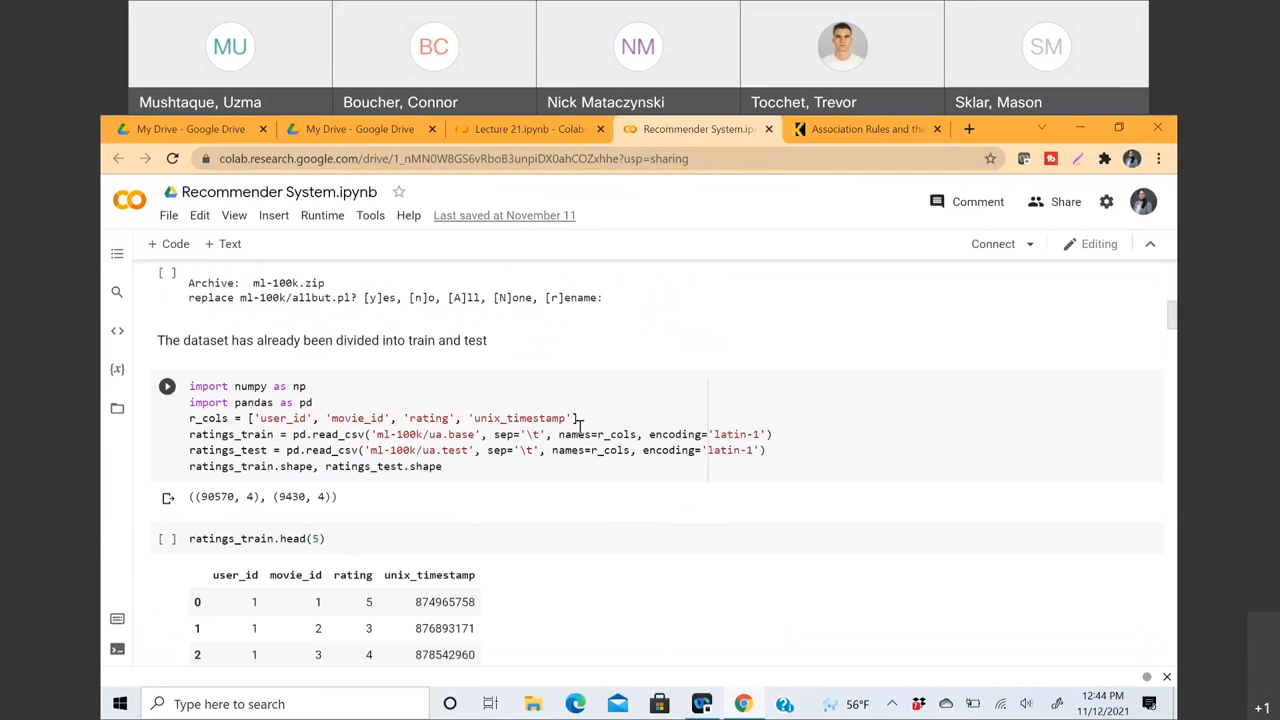 MU
BC
NM
SM
Mushtaque, Uzma
Boucher, Connor
Nick Mataczynski
Tocchet, Trevor
Sklar, Mason
My Drive - Google Drive
My Drive - Google Drive
Lecture 21.ipynb - Colab
Recommender System.ip
Association Rules and the
colab.research.google.com/drive/1_nMN0W8GS6vRboB3unpiDX0ahCOZxhhe?usp=sharing
Recommender System.ipynb
Comment
Share
File Edit View Insert Runtime Tools Help Last saved at November 11
+ Code + Text
Connect
Editing
[ ]
Archive: ml-100k.zip
replace ml-100k/allbut.pl? [y]es, [n]o, [A]ll, [N]one, [r]ename:
The dataset has already been divided into train and test
import numpy as np
import pandas as pd
r_cols = ['user_id', 'movie_id', 'rating', 'unix_timestamp']
ratings_train = pd.read_csv('ml-100k/ua.base', sep='\t', names=r_cols, encoding='latin-1')
ratings_test = pd.read_csv('ml-100k/ua.test', sep='\t', names=r_cols, encoding='latin-1')
ratings_train.shape, ratings_test.shape
((90570, 4), (9430, 4))
[ ] ratings_train.head(5)
user_id movie_id rating unix_timestamp
0 1 1 5 874965758
1 1 2 3 876893171
2 1 3 4 878542960
Type here to search
56°F
12:44 PM
11/12/2021
+1